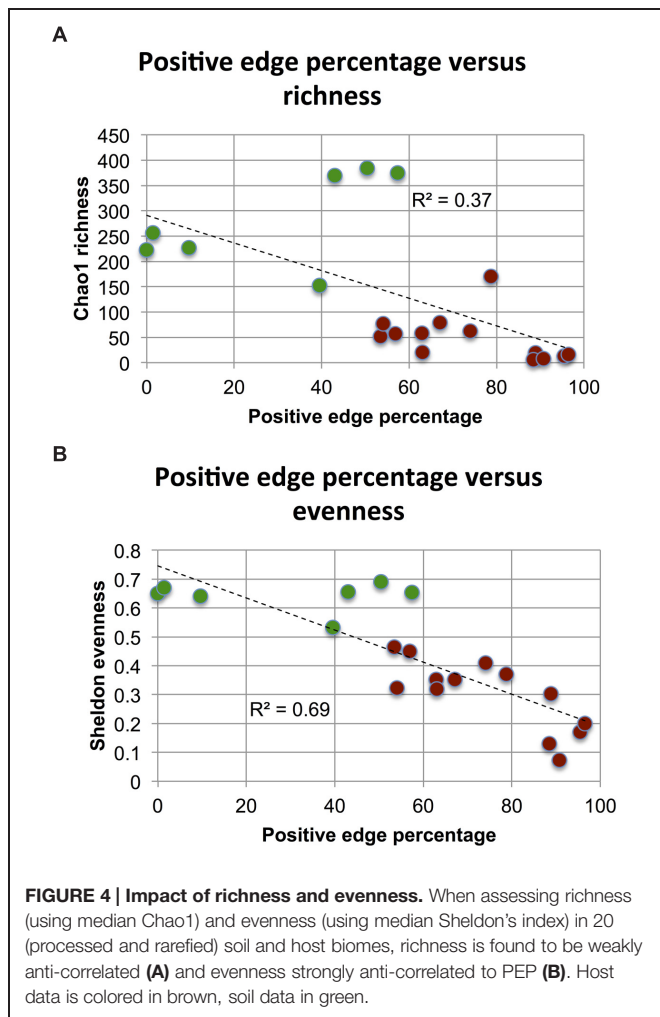 A
Positive edge percentage versus
richness
Chao1 richness
450
400
350
300
250
200
150
100
50
0
R² = 0.37
0 20 40 60 80 100
Positive edge percentage
B
Positive edge percentage versus
evenness
Sheldon evenness
0.8
0.7
0.6
0.5
0.4
0.3
0.2
0.1
0
R² = 0.69
0 20 40 60 80 100
Positive edge percentage
FIGURE 4 | Impact of richness and evenness. When assessing richness
(using median Chao1) and evenness (using median Sheldon's index) in 20
(processed and rarefied) soil and host biomes, richness is found to be weakly
anti-correlated (A) and evenness strongly anti-correlated to PEP (B). Host
data is colored in brown, soil data in green.